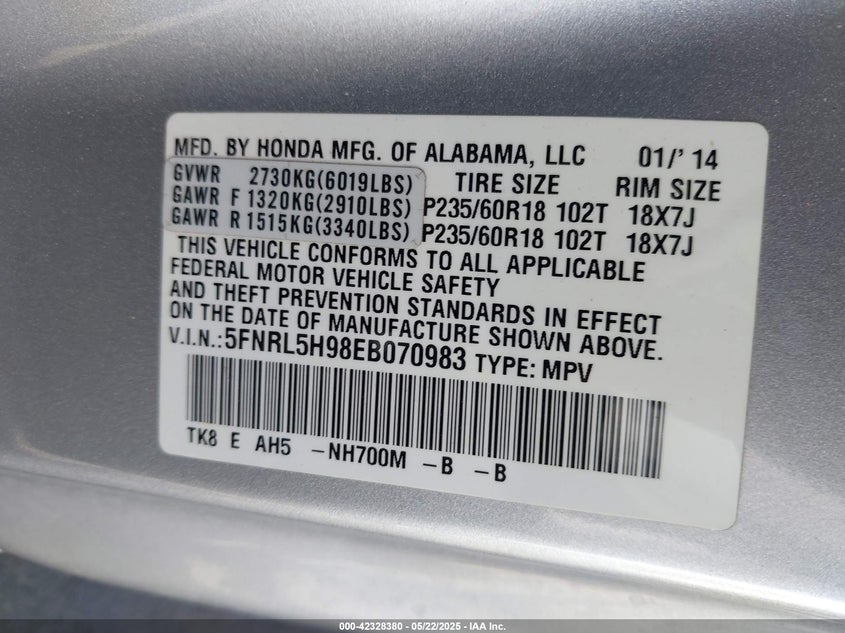 MFD. BY HONDA MFG. OF ALABAMA, LLC 01/' 14
GVWR 2730KG(6019LBS) TIRE SIZE RIM SIZE
GAWR F 1320KG(2910LBS) P235/60R18 102T 18X7J
GAWR R 1515KG(3340LBS) P235/60R18 102T 18X7J
THIS VEHICLE CONFORMS TO ALL APPLICABLE
FEDERAL MOTOR VEHICLE SAFETY
AND THEFT PREVENTION STANDARDS IN EFFECT
ON THE DATE OF MANUFACTURE SHOWN ABOVE.
V.I.N.:5FNRL5H98EB070983 TYPE: MPV
TK8 E AH5 -NH700M -B -B
000-42328380 - 05/22/2025 - IAA Inc.